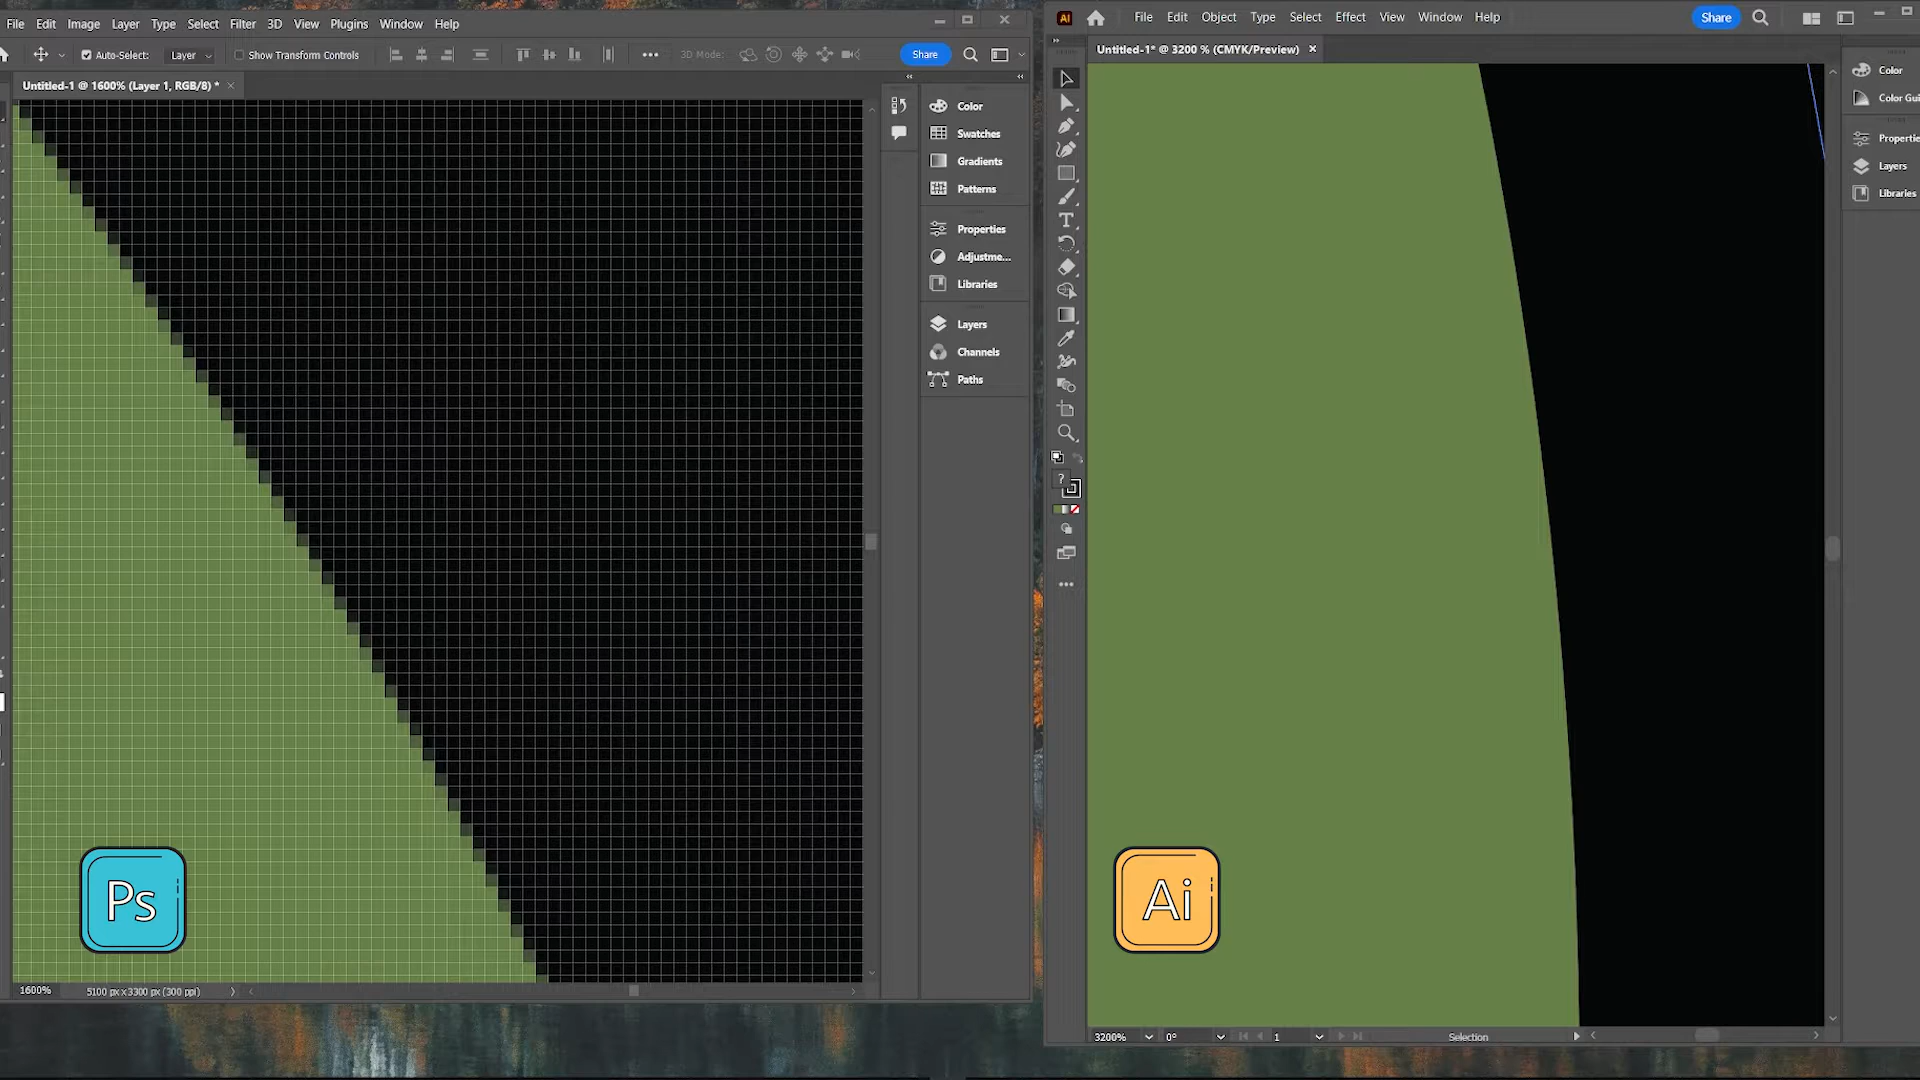 File Edit Image Layer Type Select Filter 3D View Plugins Window Help
Auto-Select: Layer Show Transform Controls 3D Mode: Share
Untitled-1 @ 1600% (Layer 1, RGB/8) *
Color
Swatches
Gradients
Patterns
Properties
Adjustme...
Libraries
Layers
Channels
Paths
Ps
1600% 5100 px x 3300 px (300 ppi)
Ai File Edit Object Type Select Effect View Window Help Share
Untitled-1* @ 3200 % (CMYK/Preview)
T
?
Color
Color Gui
Propertie
Layers
Libraries
Ai
3200% 0° 1 Selection